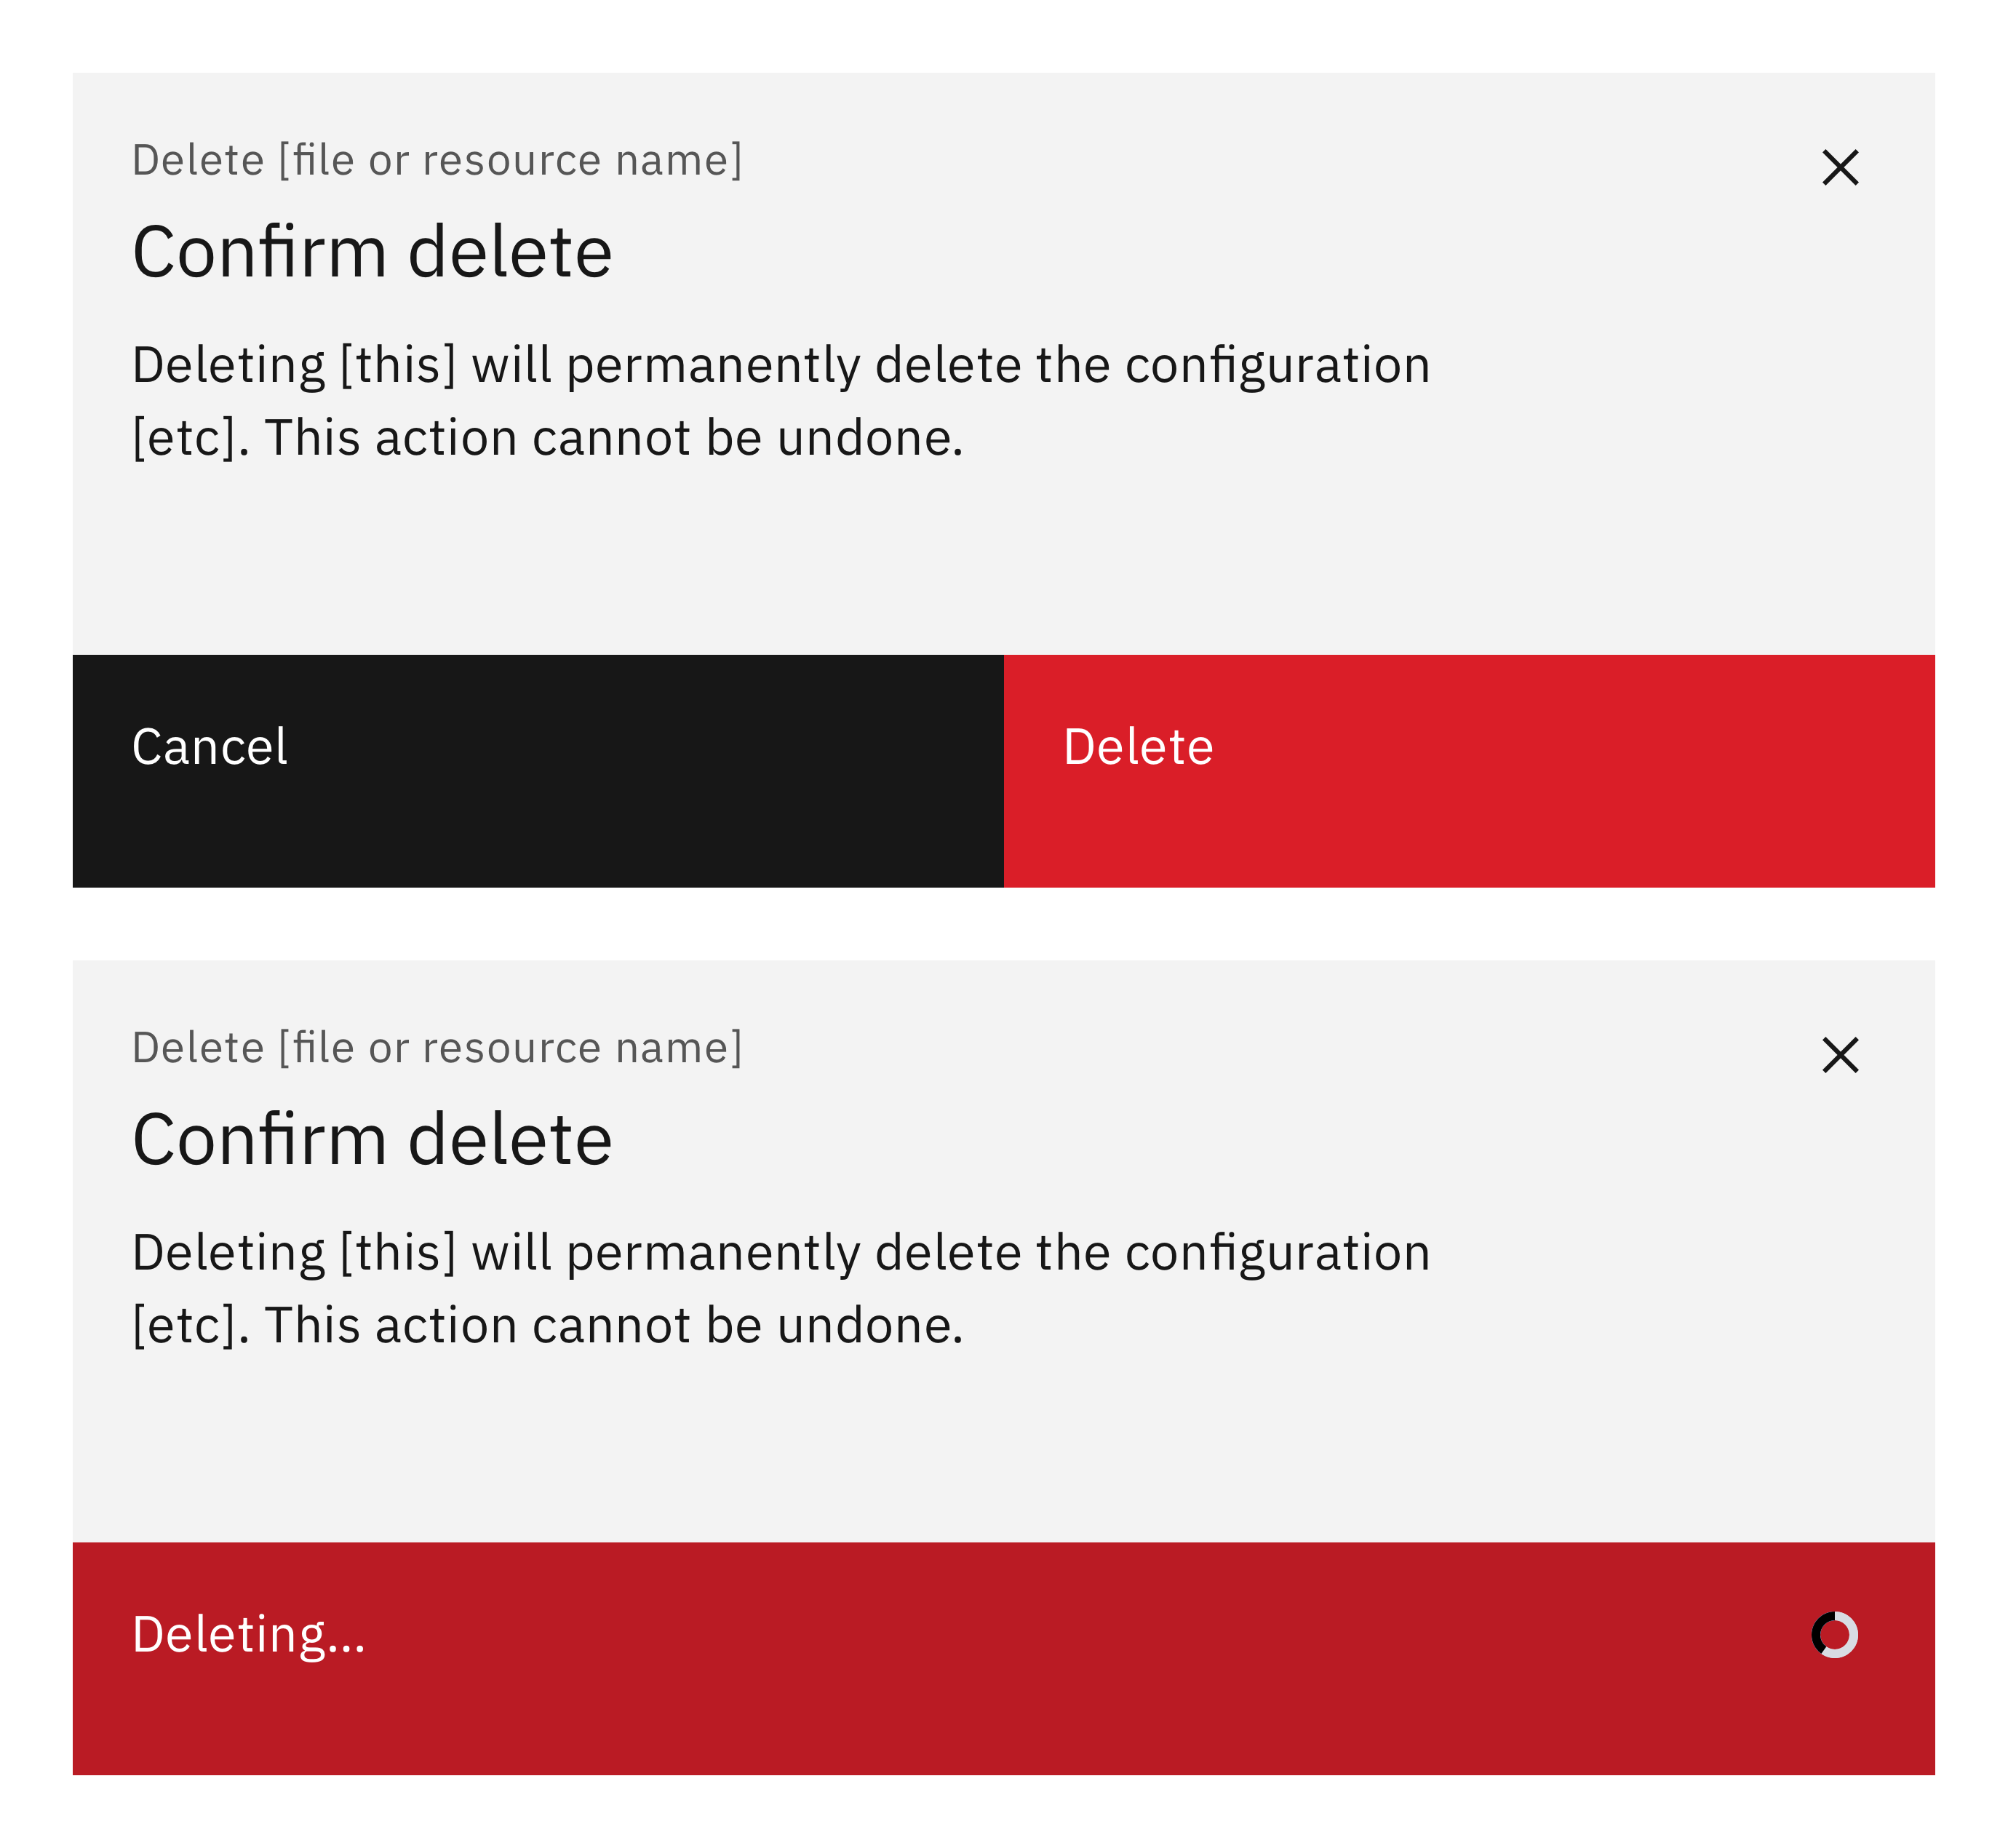 Delete [file or resource name]
Confirm delete
Deleting [this] will permanently delete the configuration
[etc]. This action cannot be undone.
Cancel
Delete
Delete [file or resource name]
Confirm delete
Deleting [this] will permanently delete the configuration
[etc]. This action cannot be undone.
Deleting...